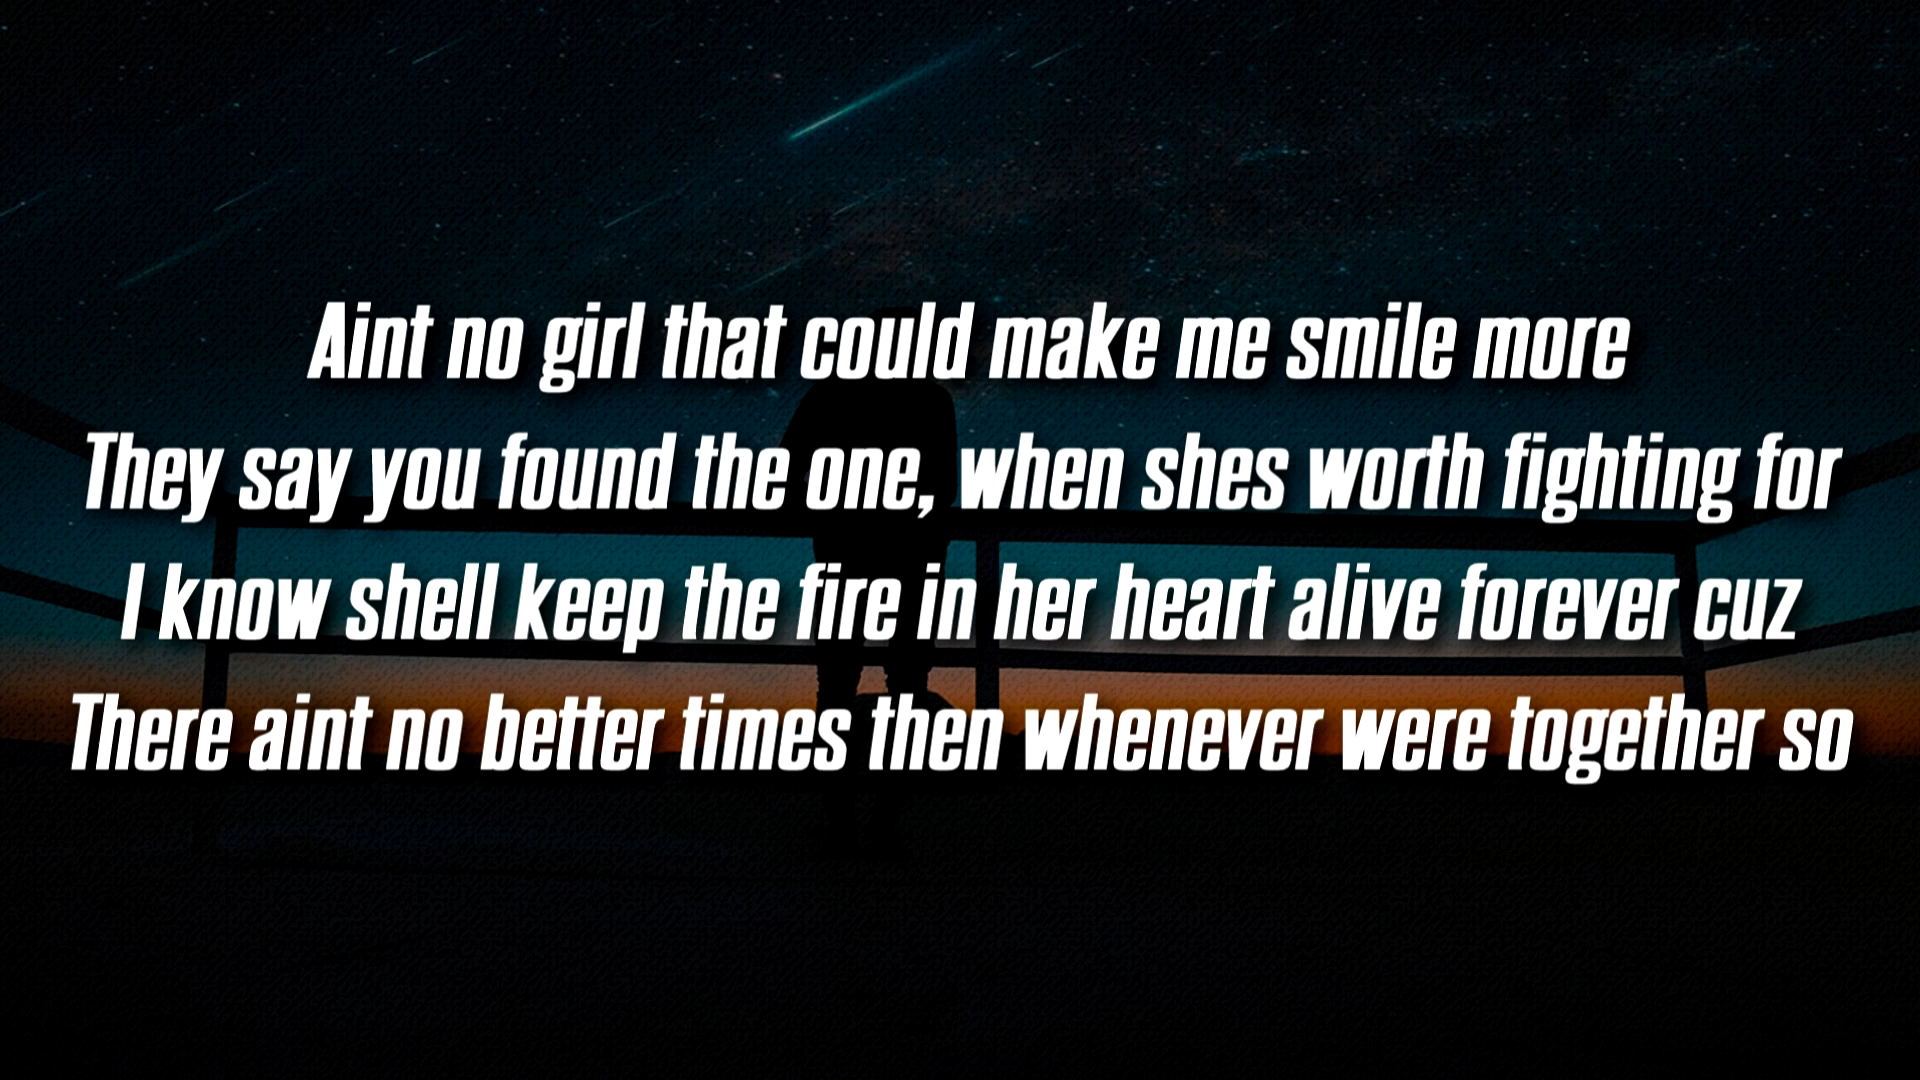 Aint no girl that could make me smile more
They say you found the one, when shes worth fighting for
I know shell keep the fire in her heart alive forever cuz
There aint no better times then whenever were together so